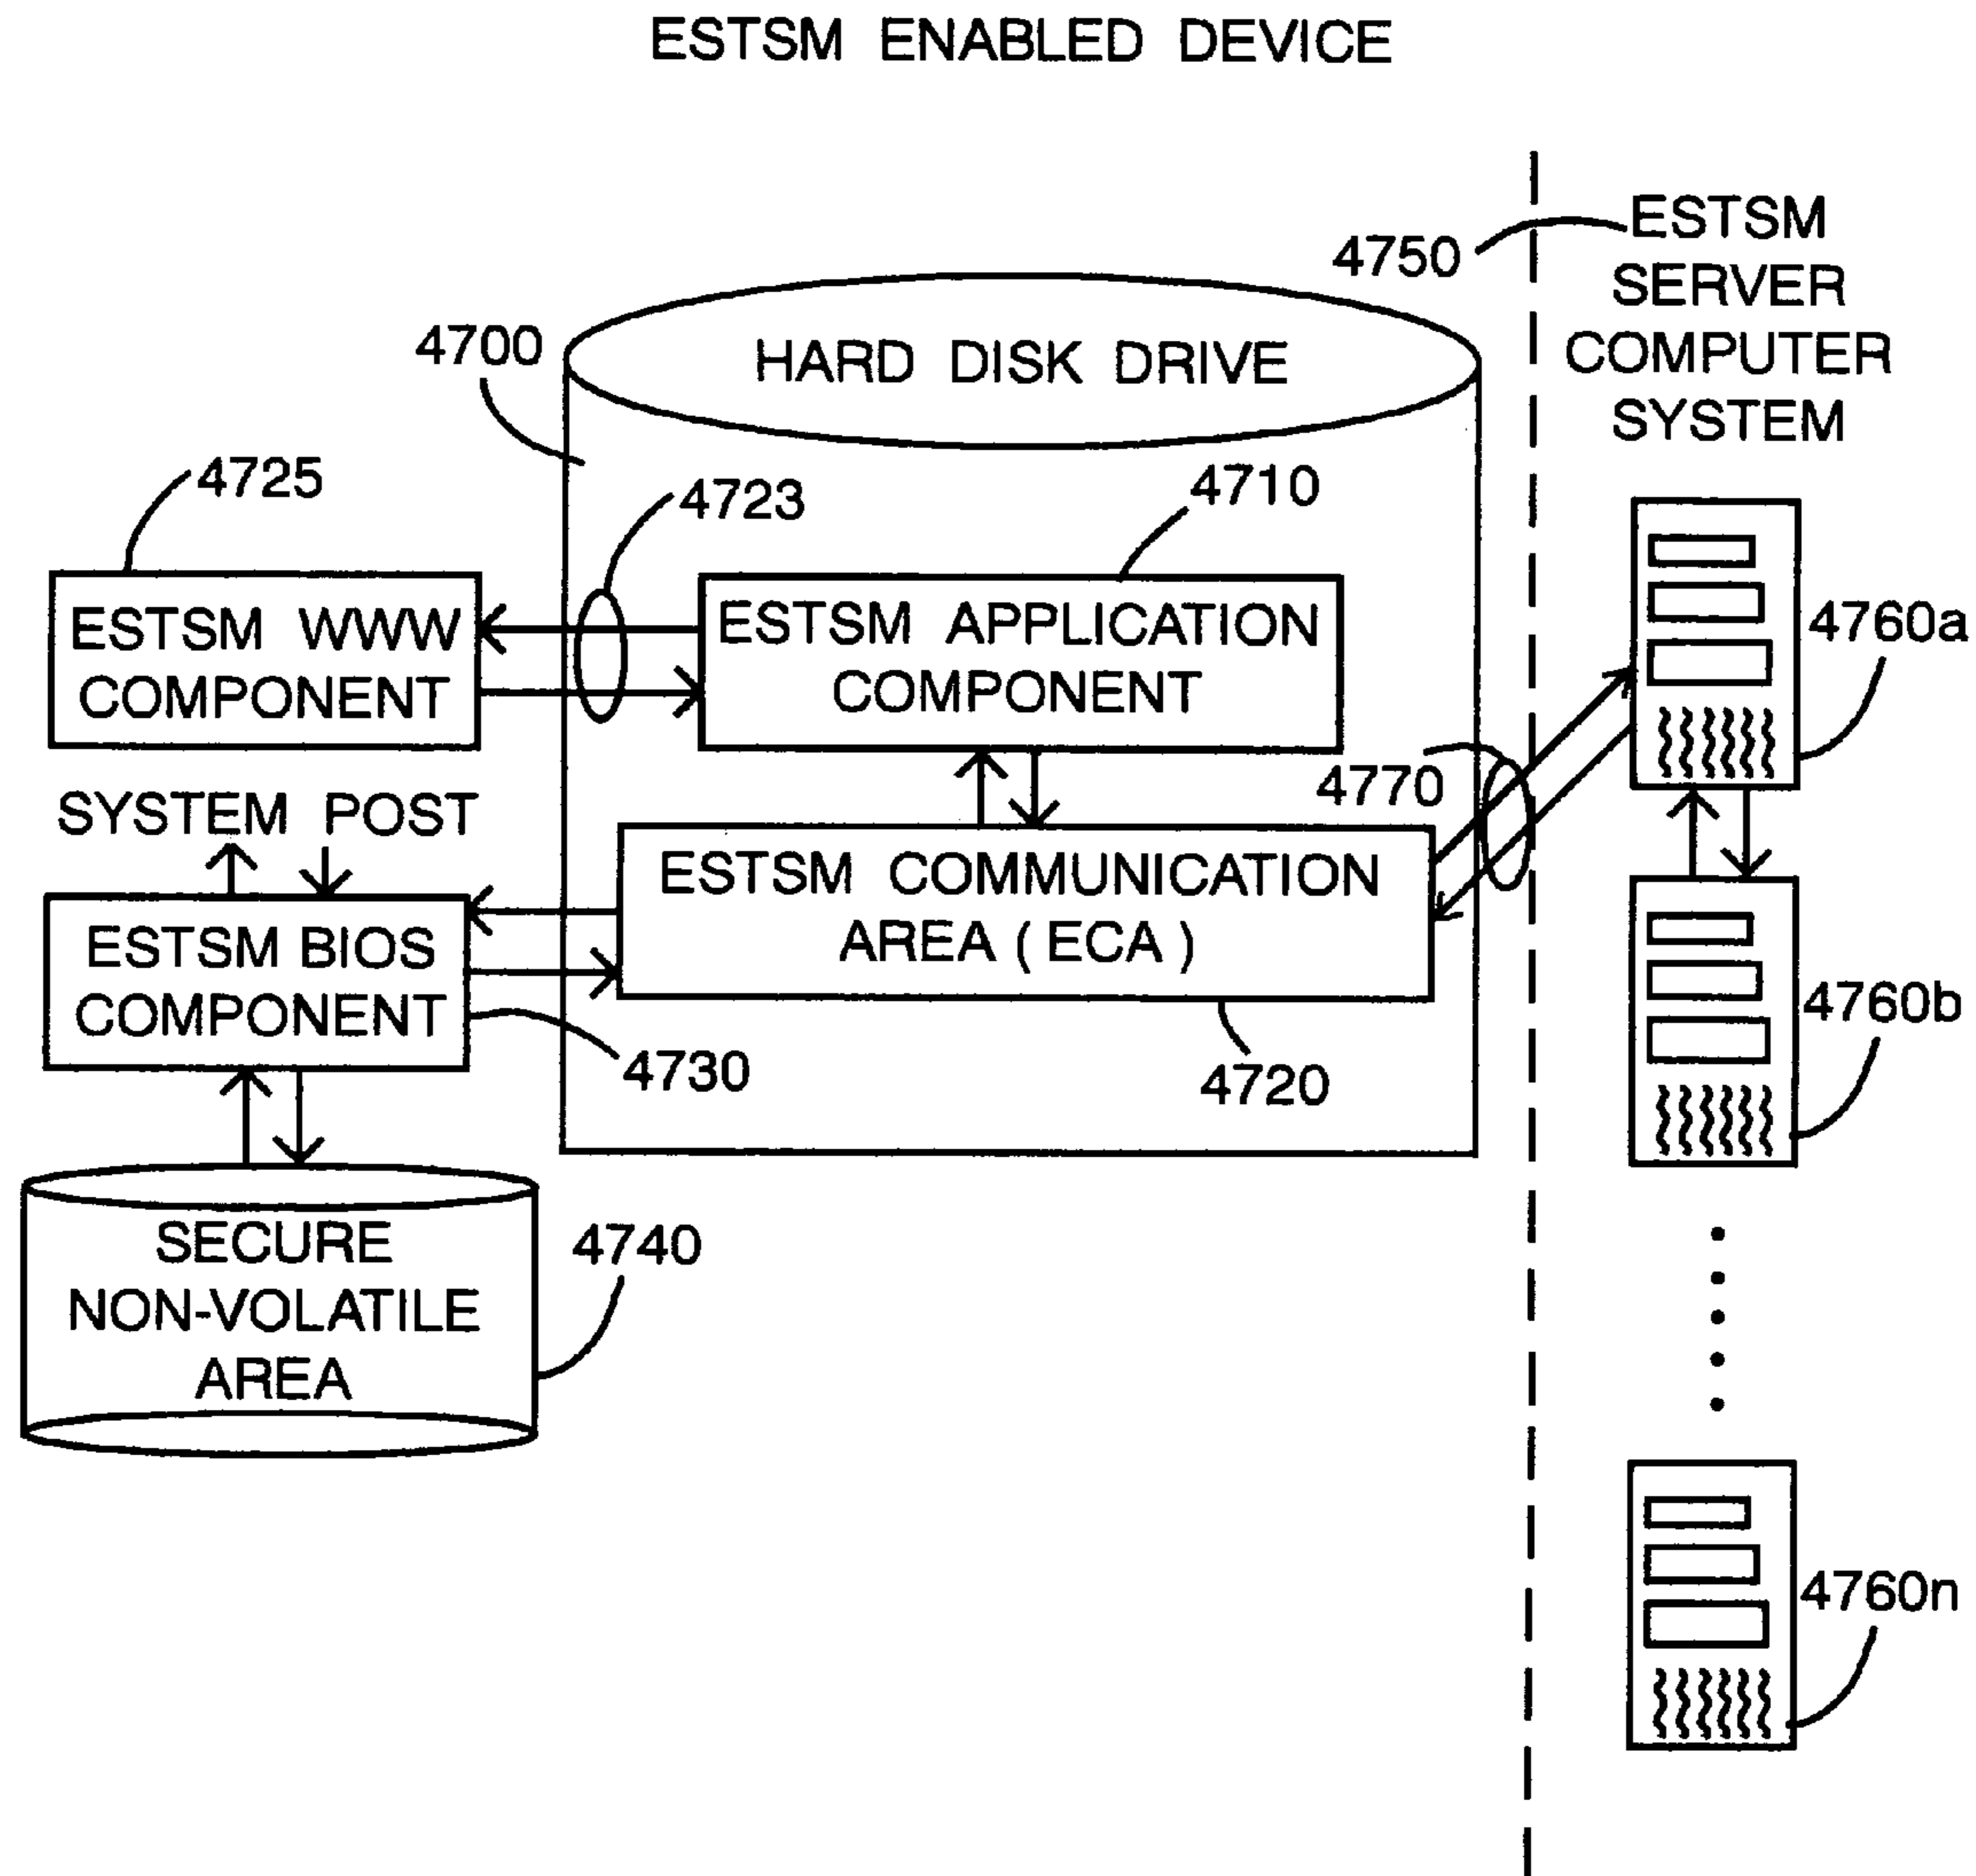 ESTSM ENABLED DEVICE
4750
ESTSM
SERVER
COMPUTER
SYSTEM
4700
HARD DISK DRIVE
4725
4723
4710
ESTSM WWW
COMPONENT
ESTSM APPLICATION
COMPONENT
4760a
4770
SYSTEM POST
ESTSM COMMUNICATION
AREA ( ECA )
ESTSM BIOS
COMPONENT
4760b
4730
4720
SECURE
NON-VOLATILE
AREA
4740
4760n